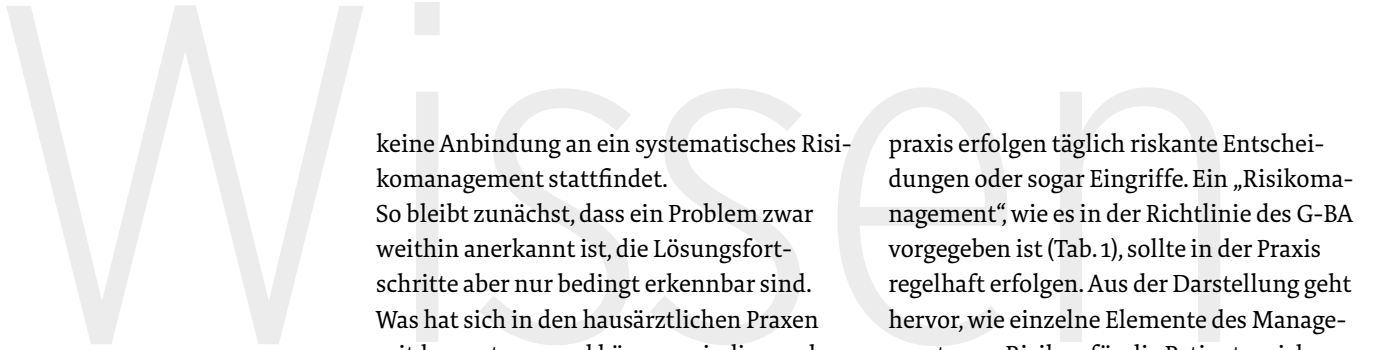 Wissen
keine Anbindung an ein systematisches Risi-
komanagement stattfindet.
So bleibt zunächst, dass ein Problem zwar
weithin anerkannt ist, die Lösungsfort-
schritte aber nur bedingt erkennbar sind.
Was hat sich in den hausärztlichen Praxen
praxis erfolgen täglich riskante Entschei-
dungen oder sogar Eingriffe. Ein „Risikoma-
nagement“, wie es in der Richtlinie des G-BA
vorgegeben ist (Tab. 1), sollte in der Praxis
regelhaft erfolgen. Aus der Darstellung geht
hervor, wie einzelne Elemente des Manage-